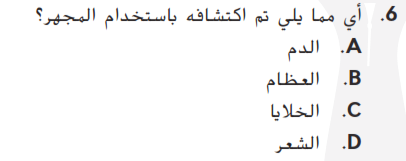 6. أي مما يلي تم اكتشافه باستخدام المجهر؟
A. الدم
B. العظام
C. الخلايا
D. الشعر